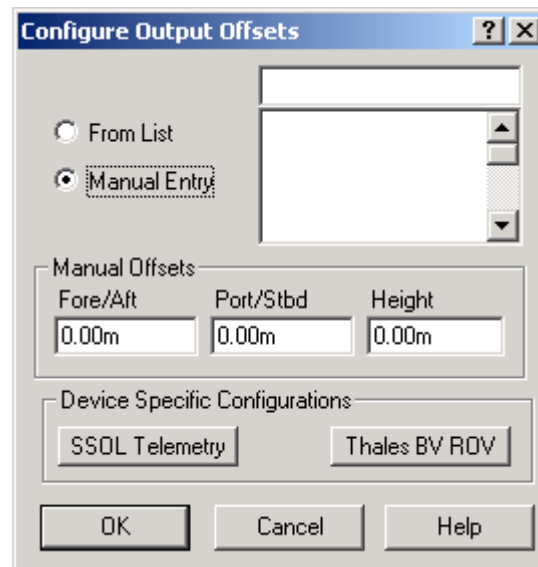 Configure Output Offsets
From List
Manual Entry
Manual Offsets
Fore/Aft Port/Stbd Height
0.00m 0.00m 0.00m
Device Specific Configurations
SSOL Telemetry Thales BV ROV
OK Cancel Help